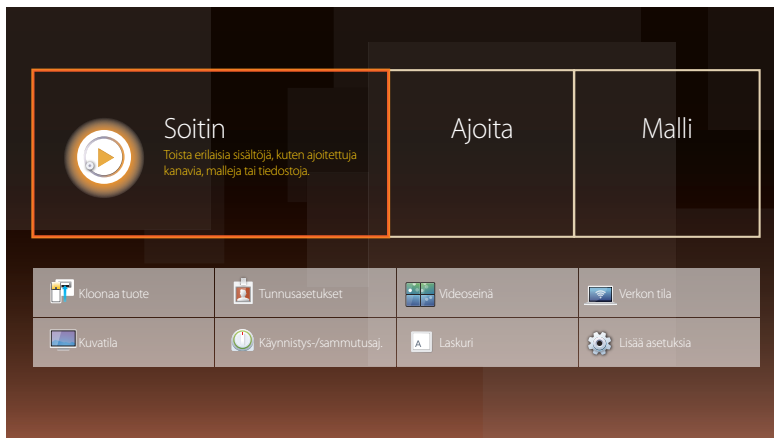 Soitin
Toista erilaisia sisältöjä, kuten ajoitettuja
kanavia, malleja tai tiedostoja.
Ajoita
Malli
Kloonaa tuote
Tunnusasetukset
Videoseinä
Verkon tila
Kuvatila
Käynnistys-/sammutusaj.
A
Laskuri
Lisää asetuksia